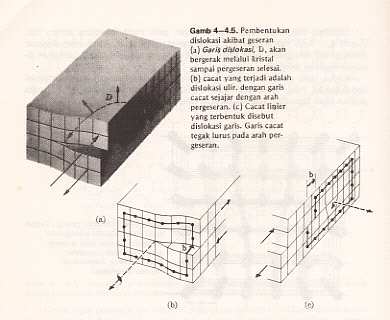 Gamb 4-4.5. Pembentukan
dislokasi akibat geseran
(a) Garis dislokasi, D, akan
bergerak melalui kristal
sampai pergeseran selesai.
(b) cacat yang terjadi adalah
dislokasi ulir. dengan garis
cacat sejajar dengan arah
pergeseran. (c) Cacat linier
yang terbentuk disebut
dislokasi garis. Garis cacat
tegak lurus pada arah per-
geseran.
D
(a)
b
(b)
b
(c)